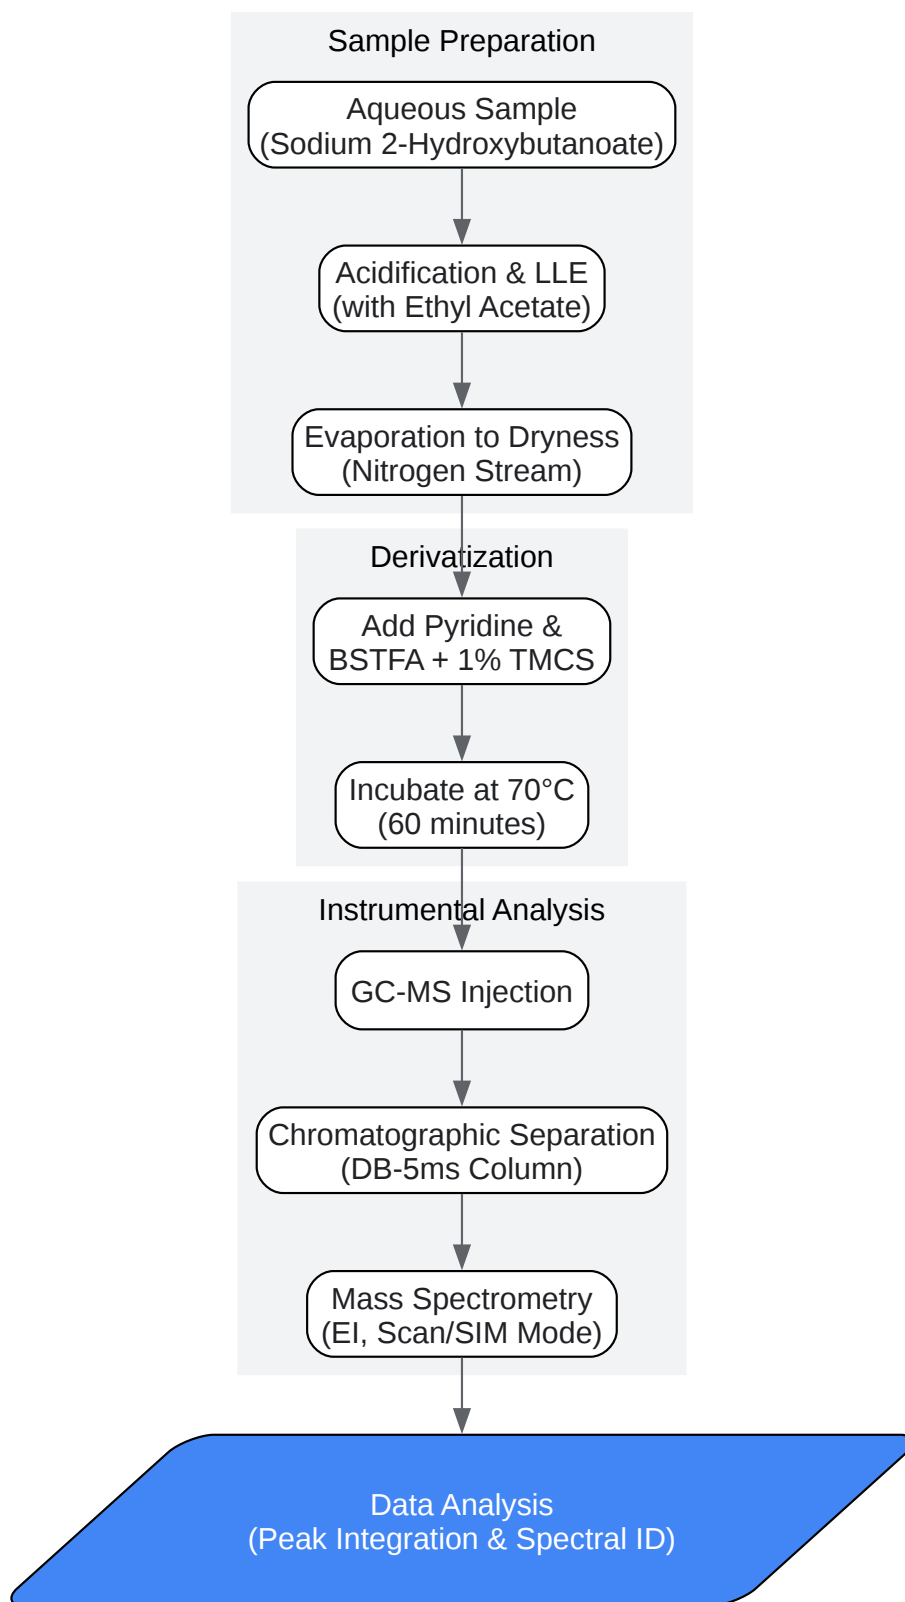 Sample Preparation
Aqueous Sample
(Sodium 2-Hydroxybutanoate)
Acidification & LLE
(with Ethyl Acetate)
Evaporation to Dryness
(Nitrogen Stream)
Derivatization
Add Pyridine &
BSTFA + 1% TMCS
Incubate at 70°C
(60 minutes)
Instrumental Analysis
GC-MS Injection
Chromatographic Separation
(DB-5ms Column)
Mass Spectrometry
(EI, Scan/SIM Mode)
Data Analysis
(Peak Integration & Spectral ID)